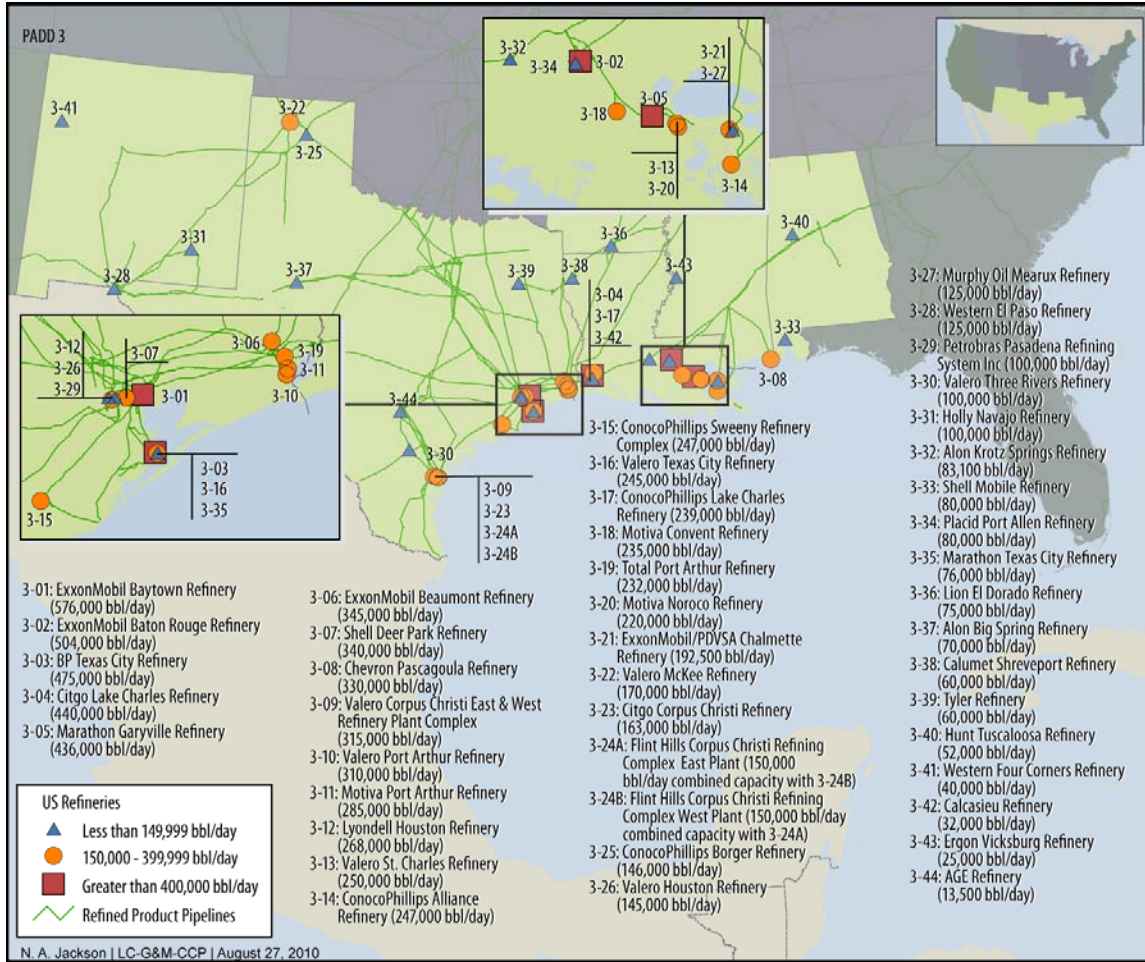 PADD 3
3-41
3-22
3-25
3-31
3-28
3-37
3-32
3-34
3-02
3-18
3-05
3-21
3-27
3-13
3-20
3-14
3-36
3-40
3-39
3-38
3-43
3-04
3-17
3-42
3-33
3-08
3-12
3-26
3-29
3-07
3-01
3-06
3-19
3-11
3-10
3-03
3-16
3-35
3-15
3-44
3-30
3-09
3-23
3-24A
3-24B
3-01: ExxonMobil Baytown Refinery
(576,000 bbl/day)
3-02: ExxonMobil Baton Rouge Refinery
(504,000 bbl/day)
3-03: BP Texas City Refinery
(475,000 bbl/day)
3-04: Citgo Lake Charles Refinery
(440,000 bbl/day)
3-05: Marathon Garyville Refinery
(436,000 bbl/day)
3-06: ExxonMobil Beaumont Refinery
(345,000 bbl/day)
3-07: Shell Deer Park Refinery
(340,000 bbl/day)
3-08: Chevron Pascagoula Refinery
(330,000 bbl/day)
3-09: Valero Corpus Christi East & West
Refinery Plant Complex
(315,000 bbl/day)
3-10: Valero Port Arthur Refinery
(310,000 bbl/day)
3-11: Motiva Port Arthur Refinery
(285,000 bbl/day)
3-12: Lyondell Houston Refinery
(268,000 bbl/day)
3-13: Valero St. Charles Refinery
(250,000 bbl/day)
3-14: ConocoPhillips Alliance
Refinery (247,000 bbl/day)
3-15: ConocoPhillips Sweeny Refinery
Complex (247,000 bbl/day)
3-16: Valero Texas City Refinery
(245,000 bbl/day)
3-17: ConocoPhillips Lake Charles
Refinery (239,000 bbl/day)
3-18: Motiva Convent Refinery
(235,000 bbl/day)
3-19: Total Port Arthur Refinery
(232,000 bbl/day)
3-20: Motiva Noroco Refinery
(220,000 bbl/day)
3-21: ExxonMobil/PDVSA Chalmette
Refinery (192,500 bbl/day)
3-22: Valero McKee Refinery
(170,000 bbl/day)
3-23: Citgo Corpus Christi Refinery
(163,000 bbl/day)
3-24A: Flint Hills Corpus Christi Refining
Complex East Plant (150,000
bbl/day combined capacity with 3-24B)
3-24B: Flint Hills Corpus Christi Refining
Complex West Plant (150,000 bbl/day
combined capacity with 3-24A)
3-25: ConocoPhillips Borger Refinery
(146,000 bbl/day)
3-26: Valero Houston Refinery
(145,000 bbl/day)
3-27: Murphy Oil Mearux Refinery
(125,000 bbl/day)
3-28: Western El Paso Refinery
(125,000 bbl/day)
3-29: Petrobras Pasadena Refining
System Inc (100,000 bbl/day)
3-30: Valero Three Rivers Refinery
(100,000 bbl/day)
3-31: Holly Navajo Refinery
(100,000 bbl/day)
3-32: Alon Krotz Springs Refinery
(83,100 bbl/day)
3-33: Shell Mobile Refinery
(80,000 bbl/day)
3-34: Placid Port Allen Refinery
(80,000 bbl/day)
3-35: Marathon Texas City Refinery
(76,000 bbl/day)
3-36: Lion El Dorado Refinery
(75,000 bbl/day)
3-37: Alon Big Spring Refinery
(70,000 bbl/day)
3-38: Calumet Shreveport Refinery
(60,000 bbl/day)
3-39: Tyler Refinery
(60,000 bbl/day)
3-40: Hunt Tuscaloosa Refinery
(52,000 bbl/day)
3-41: Western Four Corners Refinery
(40,000 bbl/day)
3-42: Calcasieu Refinery
(32,000 bbl/day)
3-43: Ergon Vicksburg Refinery
(25,000 bbl/day)
3-44: AGE Refinery
(13,500 bbl/day)
US Refineries
Less than 149,999 bbl/day
150,000 - 399,999 bbl/day
Greater than 400,000 bbl/day
Refined Product Pipelines
N. A. Jackson | LC-G&M-CCP | August 27, 2010